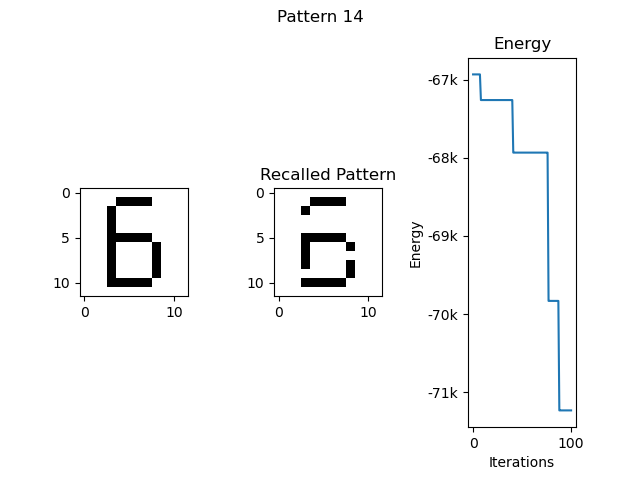 Pattern 14
0
5
10
0 10
Recalled Pattern
0
5
10
0 10
Energy
Energy
-67k
-68k
-69k
-70k
-71k
0 100
Iterations